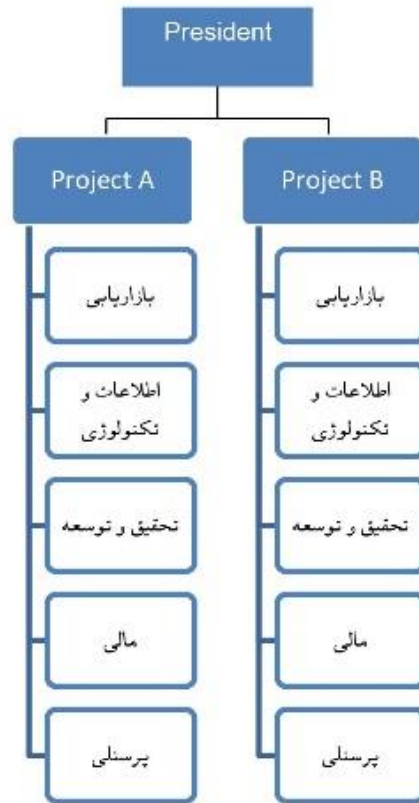 President
Project A
Project B
بازاریابی
بازاریابی
اطلاعات و
تکنولوژی
اطلاعات و
تکنولوژی
تحقیق و توسعه
تحقیق و توسعه
مالی
مالی
پرسنلی
پرسنلی